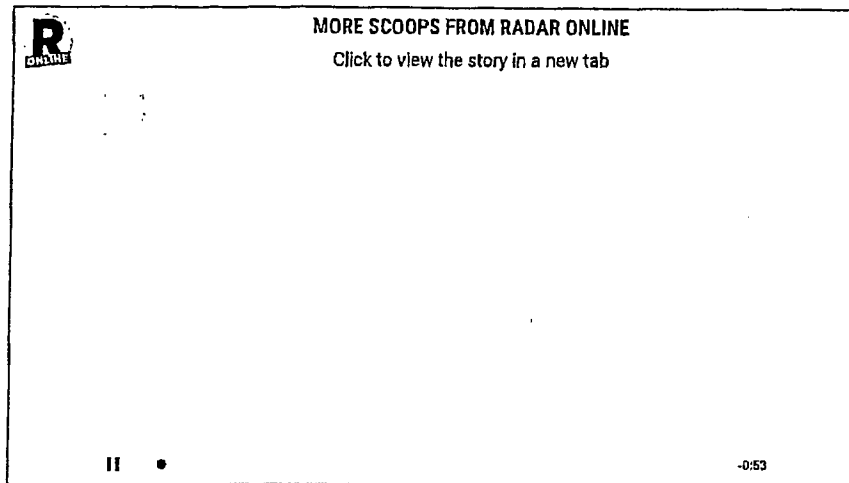 R
ONLINE
MORE SCOOPS FROM RADAR ONLINE
Click to view the story in a new tab
-0:53